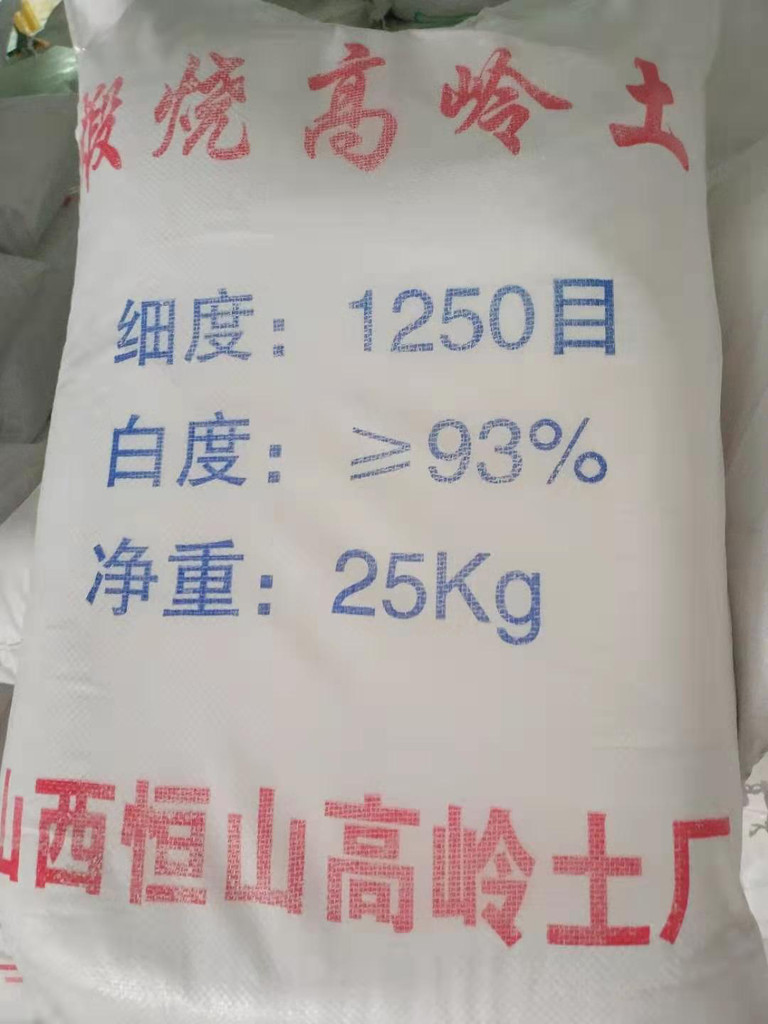 煅烧高岭土
细度：1250目
白度：≥93%
净重：25Kg
山西恒山高岭土厂